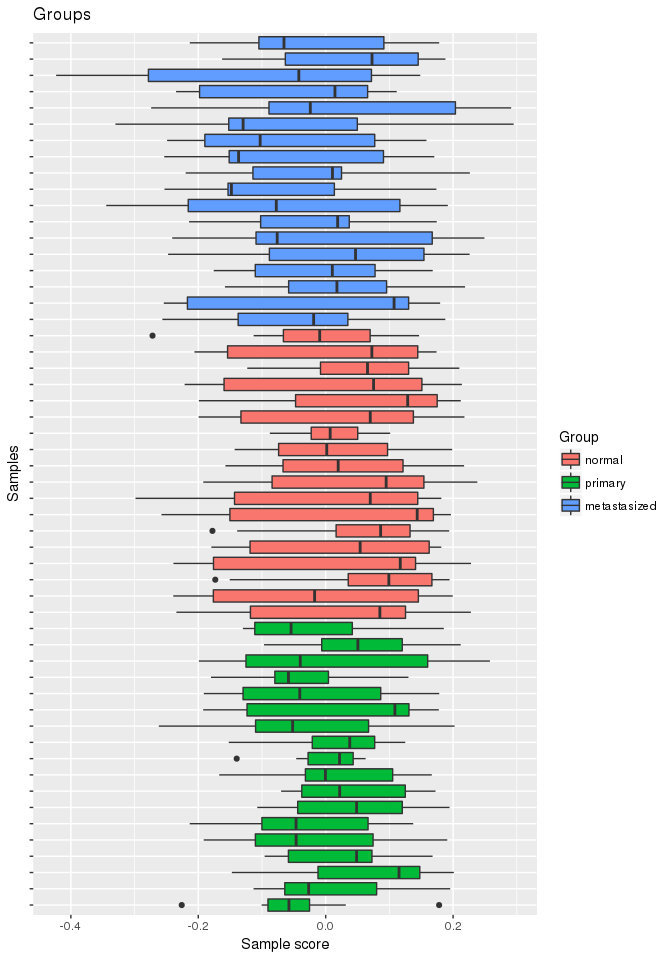 Groups
Samples
Group
normal
primary
metastasized
-0.4
-0.2
0.0
0.2
Sample score